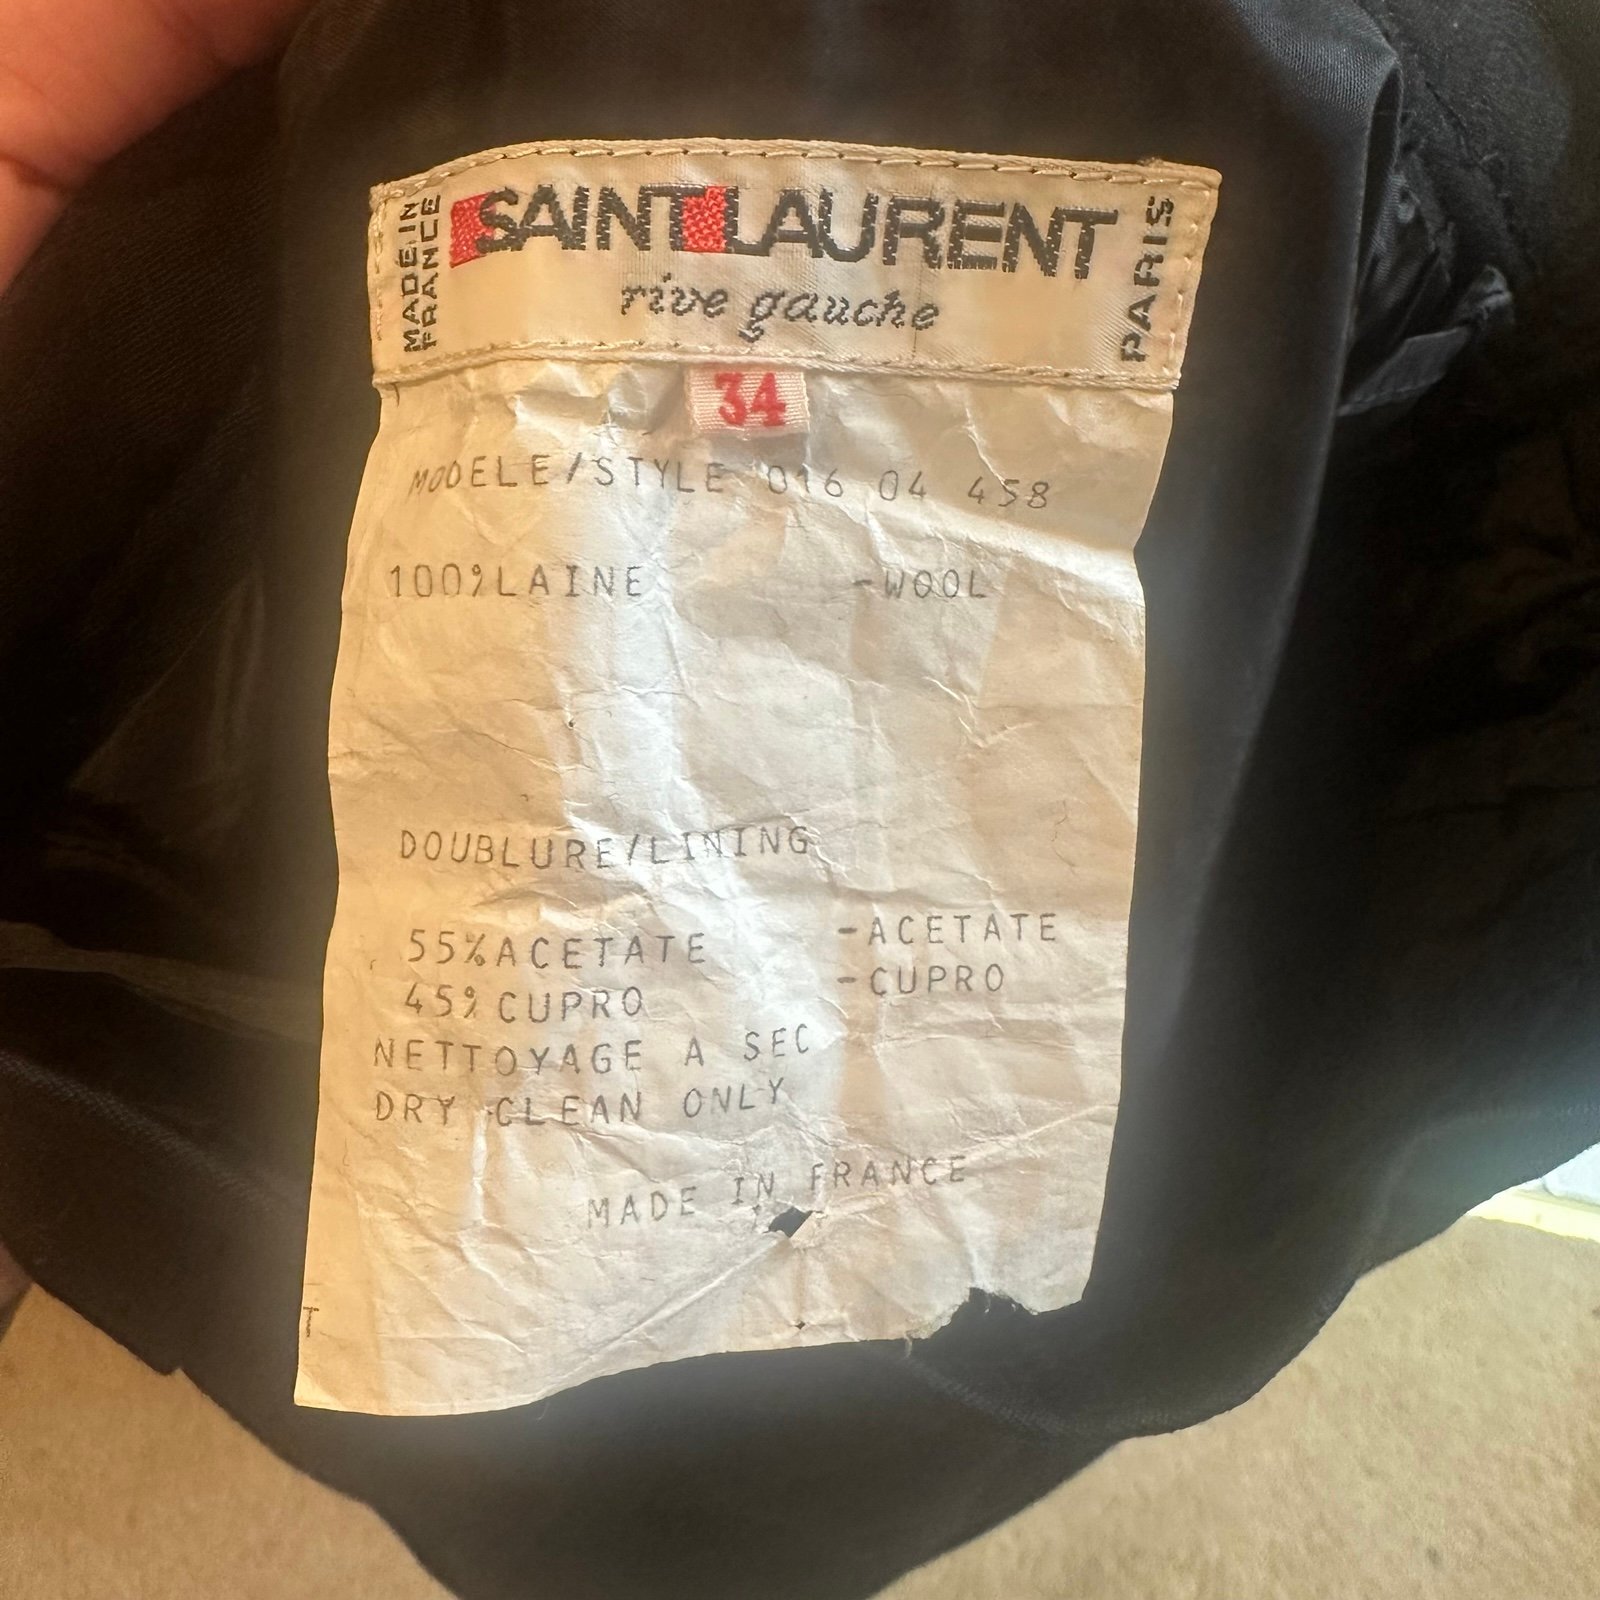 MADE IN
FRANCE
SAINT LAURENT
rive gauche
PARIS
34
MODELE/STYLE 016 04 458
100%LAINE -WOOL
DOUBLURE/LINING
55%ACETATE -ACETATE
45%CUPRO -CUPRO
NETTOYAGE A SEC
DRY CLEAN ONLY
MADE IN FRANCE
T